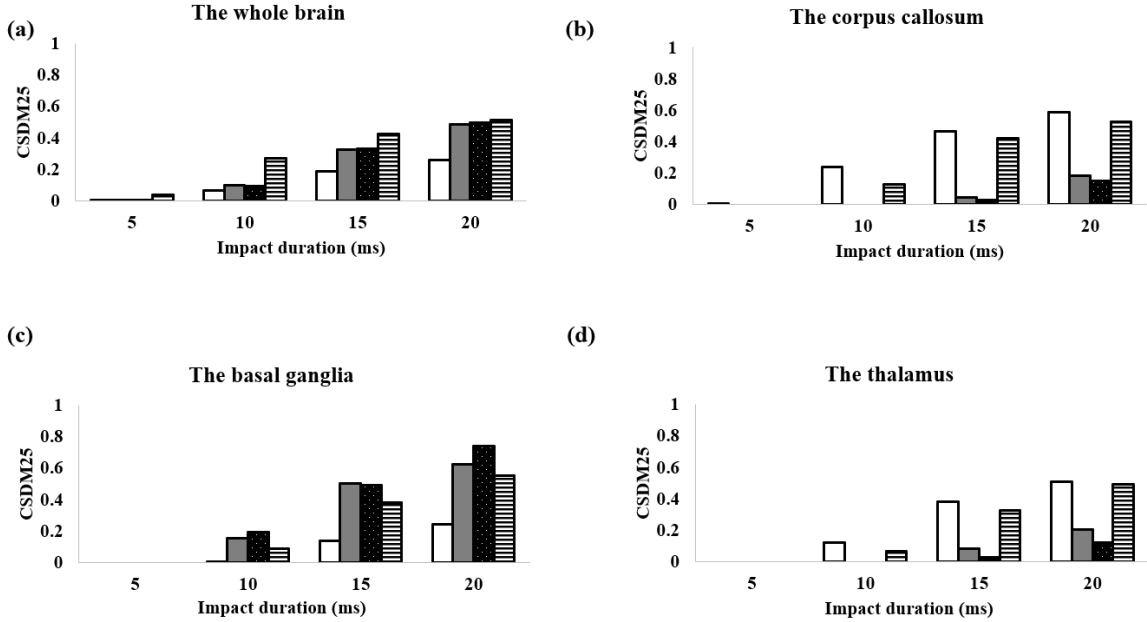 (a)
The whole brain
CSDM25
1
0.8
0.6
0.4
0.2
0
5 10 15 20
Impact duration (ms)
(b)
The corpus callosum
CSDM25
1
0.8
0.6
0.4
0.2
0
5 10 15 20
Impact duration (ms)
(c)
The basal ganglia
CSDM25
1
0.8
0.6
0.4
0.2
0
5 10 15 20
Impact duration (ms)
(d)
The thalamus
CSDM25
1
0.8
0.6
0.4
0.2
0
5 10 15 20
Impact duration (ms)